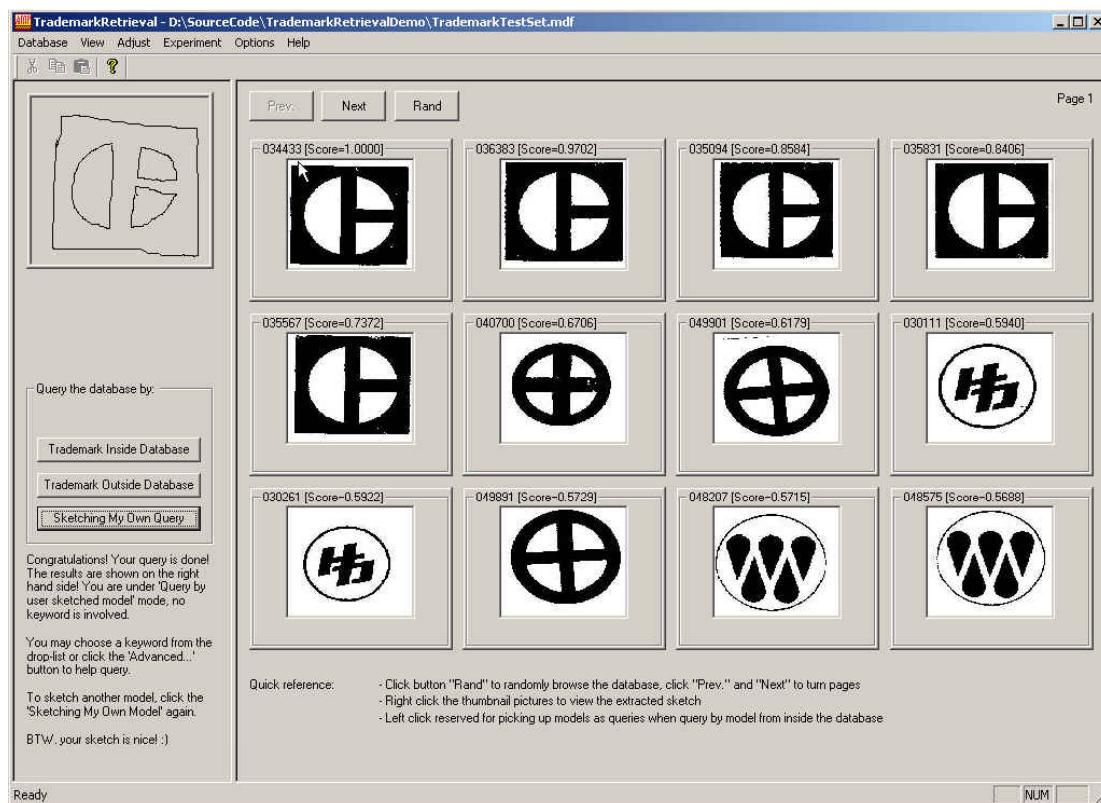 TrademarkRetrieval - D:\SourceCode\TrademarkRetrievalDemo\TrademarkTestSet.mdf
Database View Adjust Experiment Options Help
Prev. Next Rand
Page 1
034433 [Score=1.0000]
036383 [Score=0.9702]
035094 [Score=0.8584]
035831 [Score=0.8406]
035567 [Score=0.7372]
040700 [Score=0.6706]
049901 [Score=0.6179]
030111 [Score=0.5940]
030261 [Score=0.5922]
049891 [Score=0.5729]
048207 [Score=0.5715]
048575 [Score=0.5688]
Query the database by:
Trademark Inside Database
Trademark Outside Database
Sketching My Own Query
Congratulations! Your query is done!
The results are shown on the right
hand side! You are under 'Query by
user sketched model' mode, no
keyword is involved.
You may choose a keyword from the
drop-list or click the 'Advanced...'
button to help query.
To sketch another model, click the
'Sketching My Own Model' again.
BTW, your sketch is nice! :)
Quick reference:
- Click button "Rand" to randomly browse the database, click "Prev." and "Next" to turn pages
- Right click the thumbnail pictures to view the extracted sketch
- Left click reserved for picking up models as queries when query by model from inside the database
Ready
NUM